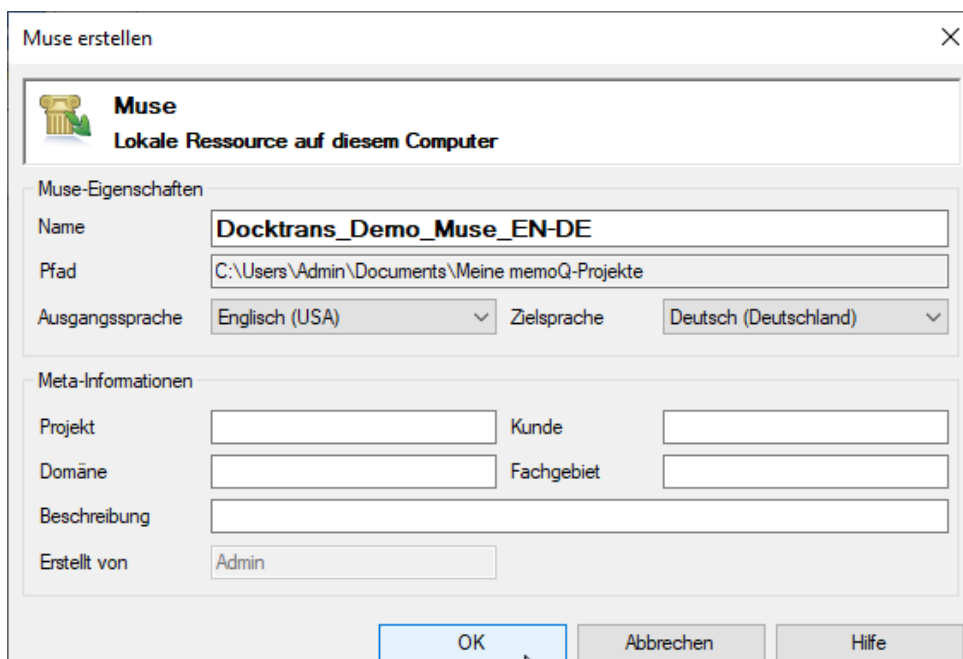 Muse erstellen
Muse
Lokale Ressource auf diesem Computer
Muse-Eigenschaften
Name Docktrans_Demo_Muse_EN-DE
Pfad C:\Users\Admin\Documents\Meine memoQ-Projekte
Ausgangssprache Englisch (USA) Zielsprache Deutsch (Deutschland)
Meta-Informationen
Projekt Kunde
Domäne Fachgebiet
Beschreibung
Erstellt von Admin
OK Abbrechen Hilfe